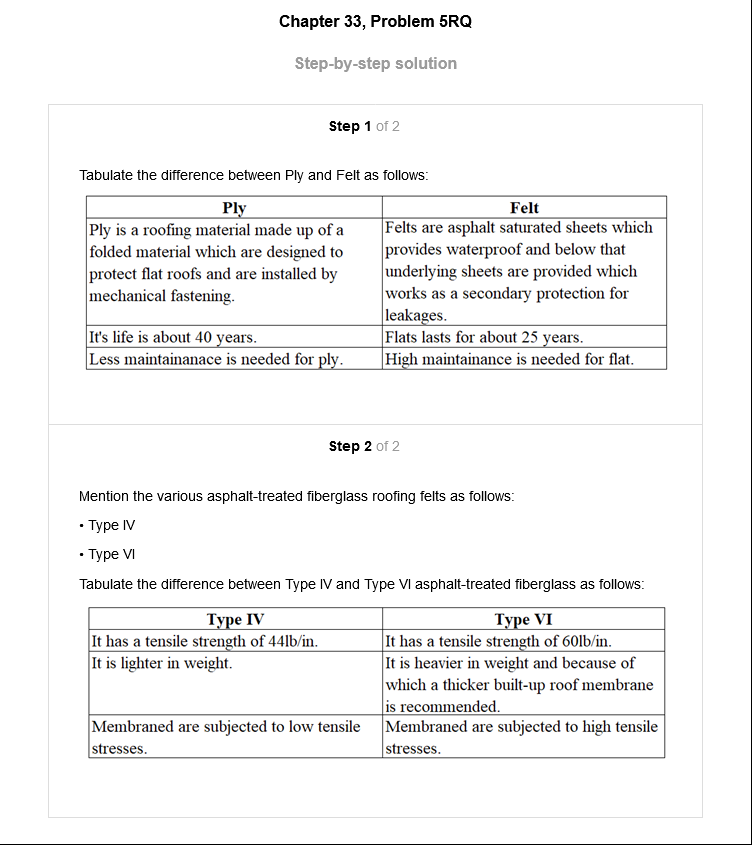 Chapter 33, Problem 5RQ
Step-by-step solution
Step 1 of 2
Tabulate the difference between Ply and Felt as follows:
Ply
Felt
Ply is a roofing material made up of a
folded material which are designed to
protect flat roofs and are installed by
mechanical fastening.
Felts are asphalt saturated sheets which
provides waterproof and below that
underlying sheets are provided which
works as a secondary protection for
leakages.
It's life is about 40 years.
Flats lasts for about 25 years.
Less maintainanace is needed for ply.
High maintainance is needed for flat.
Step 2 of 2
Mention the various asphalt-treated fiberglass roofing felts as follows:
• Type IV
• Type VI
Tabulate the difference between Type IV and Type VI asphalt-treated fiberglass as follows:
Type IV
Type VI
It has a tensile strength of 44lb/in.
It has a tensile strength of 60lb/in.
It is lighter in weight.
It is heavier in weight and because of
which a thicker built-up roof membrane
is recommended.
Membraned are subjected to low tensile
stresses.
Membraned are subjected to high tensile
stresses.